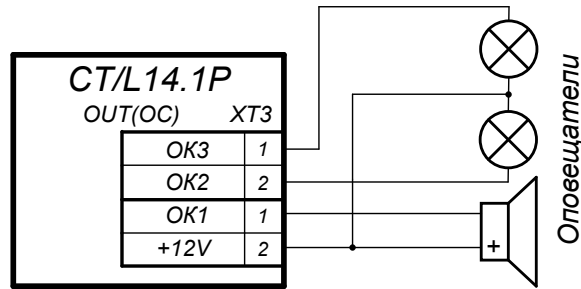 CT/L14.1P
OUT(OC) XT3
OK3 1
OK2 2
OK1 1
+12V 2
+
Оповещатели